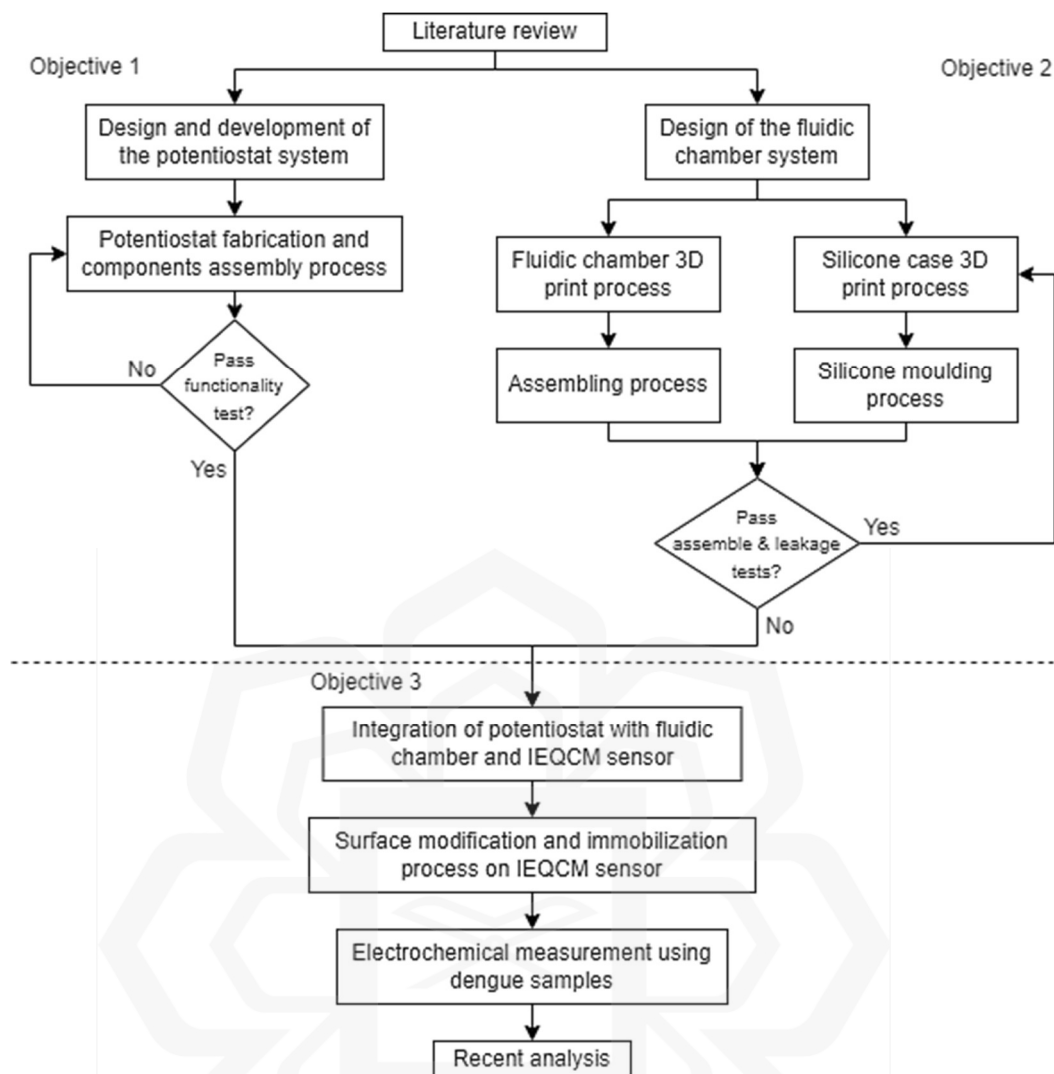 Literature review
Objective 1
Objective 2
Design and development of
the potentiostat system
Design of the fluidic
chamber system
Potentiostat fabrication and
components assembly process
Fluidic chamber 3D
print process
Silicone case 3D
print process
No
Pass
functionality
test?
Assembling process
Silicone moulding
process
Yes
Pass
assemble & leakage
tests?
Yes
No
Objective 3
Integration of potentiostat with fluidic
chamber and IEQCM sensor
Surface modification and immobilization
process on IEQCM sensor
Electrochemical measurement using
dengue samples
Recent analysis